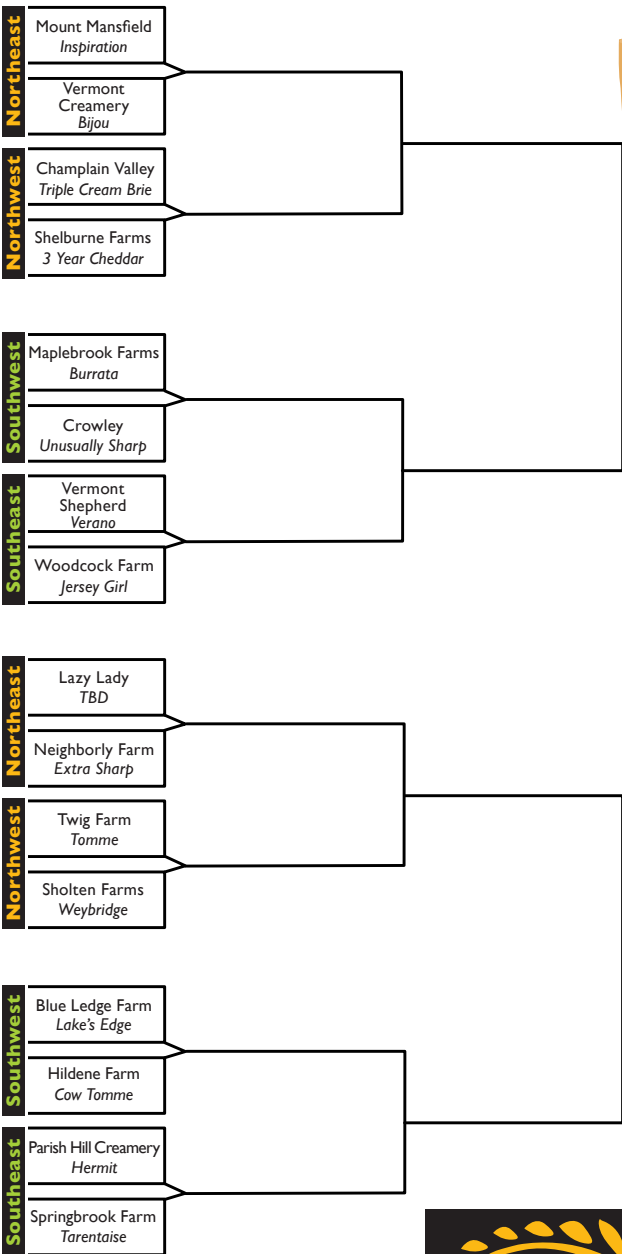 Northeast
Mount Mansfield
Inspiration
Vermont
Creamery
Bijou
Northwest
Champlain Valley
Triple Cream Brie
Shelburne Farms
3 Year Cheddar
Southwest
Maplebrook Farms
Burrata
Crowley
Unusually Sharp
Southeast
Vermont
Shepherd
Verano
Woodcock Farm
Jersey Girl
Northeast
Lazy Lady
TBD
Neighborly Farm
Extra Sharp
Northwest
Twig Farm
Tomme
Sholten Farms
Weybridge
Southwest
Blue Ledge Farm
Lake's Edge
Hildene Farm
Cow Tomme
Southeast
Parish Hill Creamery
Hermit
Springbrook Farm
Tarentaise